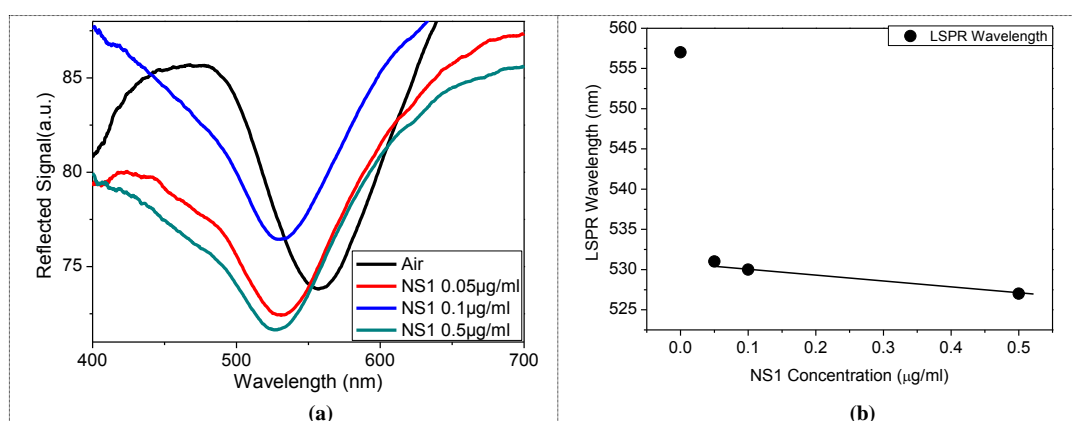 (a)
Reflected Signal(a.u.)
85
80
75
Air
NS1 0.05µg/ml
NS1 0.1µg/ml
NS1 0.5µg/ml
400 500 600 700
Wavelength (nm)
(a)
560
555
550
545
540
535
530
525
LSPR Wavelength (nm)
LSPR Wavelength
0.0 0.1 0.2 0.3 0.4 0.5
NS1 Concentration (µg/ml)
(b)